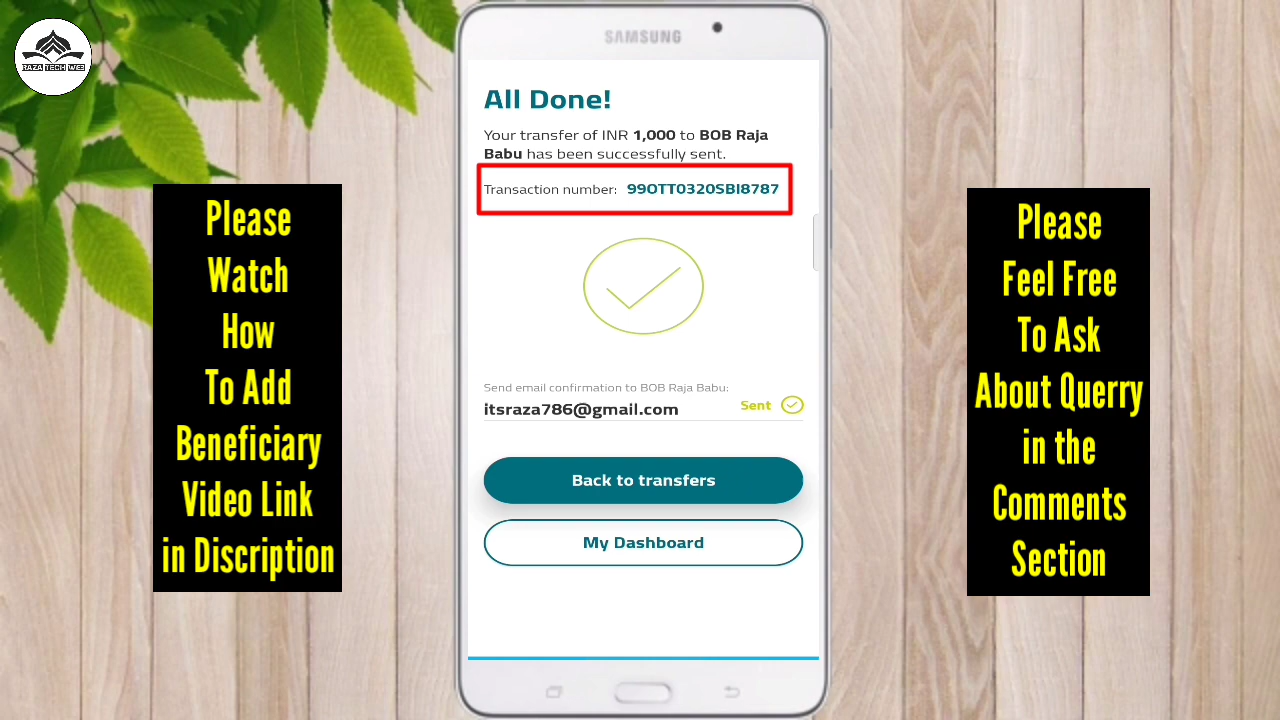 RAZA TECH WEB
SAMSUNG
All Done!
Your transfer of INR 1,000 to BOB Raja
Babu has been successfully sent.
Transaction number: 99OTT0320SBI8787
Send email confirmation to BOB Raja Babu:
itsraza786@gmail.com
Sent
Back to transfers
My Dashboard
Please
Watch
How
To Add
Beneficiary
Video Link
in Discription
Please
Feel Free
To Ask
About Querry
in the
Comments
Section